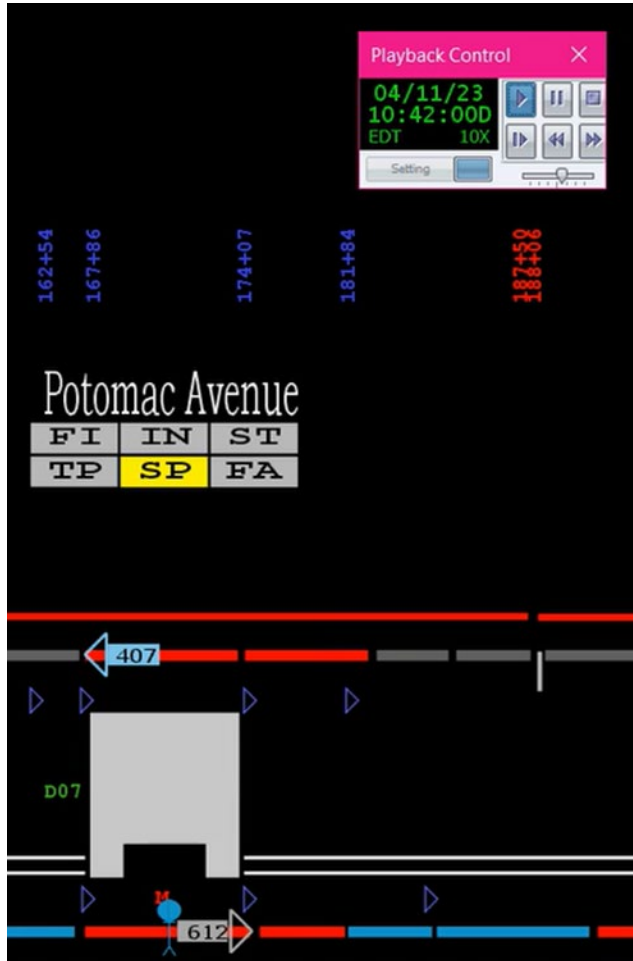 Playback Control
04/11/23
10:42:00D
EDT 10X
Setting
162+54 167+86 174+07 181+84 187+50 188+06
Potomac Avenue
FI IN ST
TP SP FA
407
D07
M
612